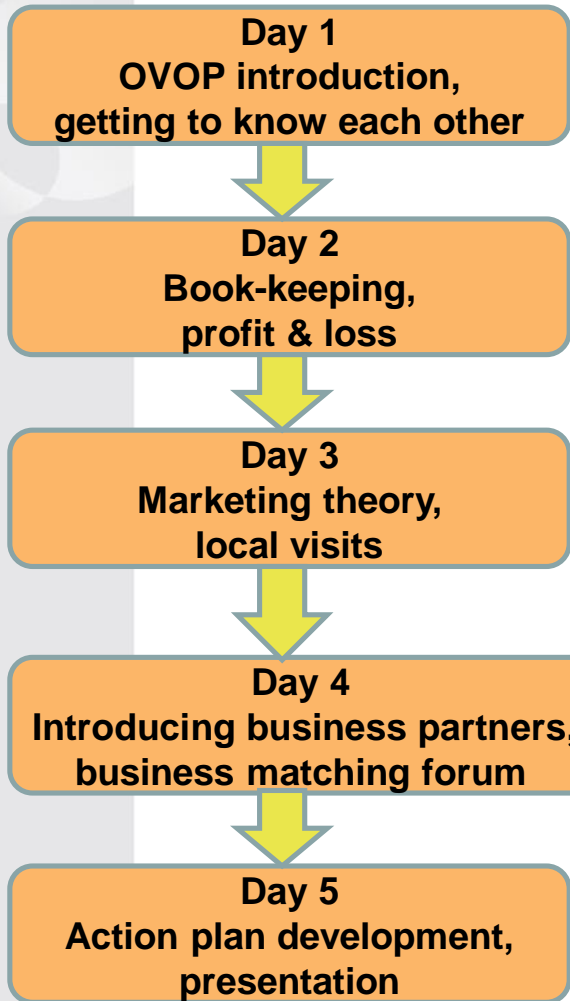 Day 1
OVOP introduction,
getting to know each other
Day 2
Book-keeping,
profit & loss
Day 3
Marketing theory,
local visits
Day 4
Introducing business partners,
business matching forum
Day 5
Action plan development,
presentation